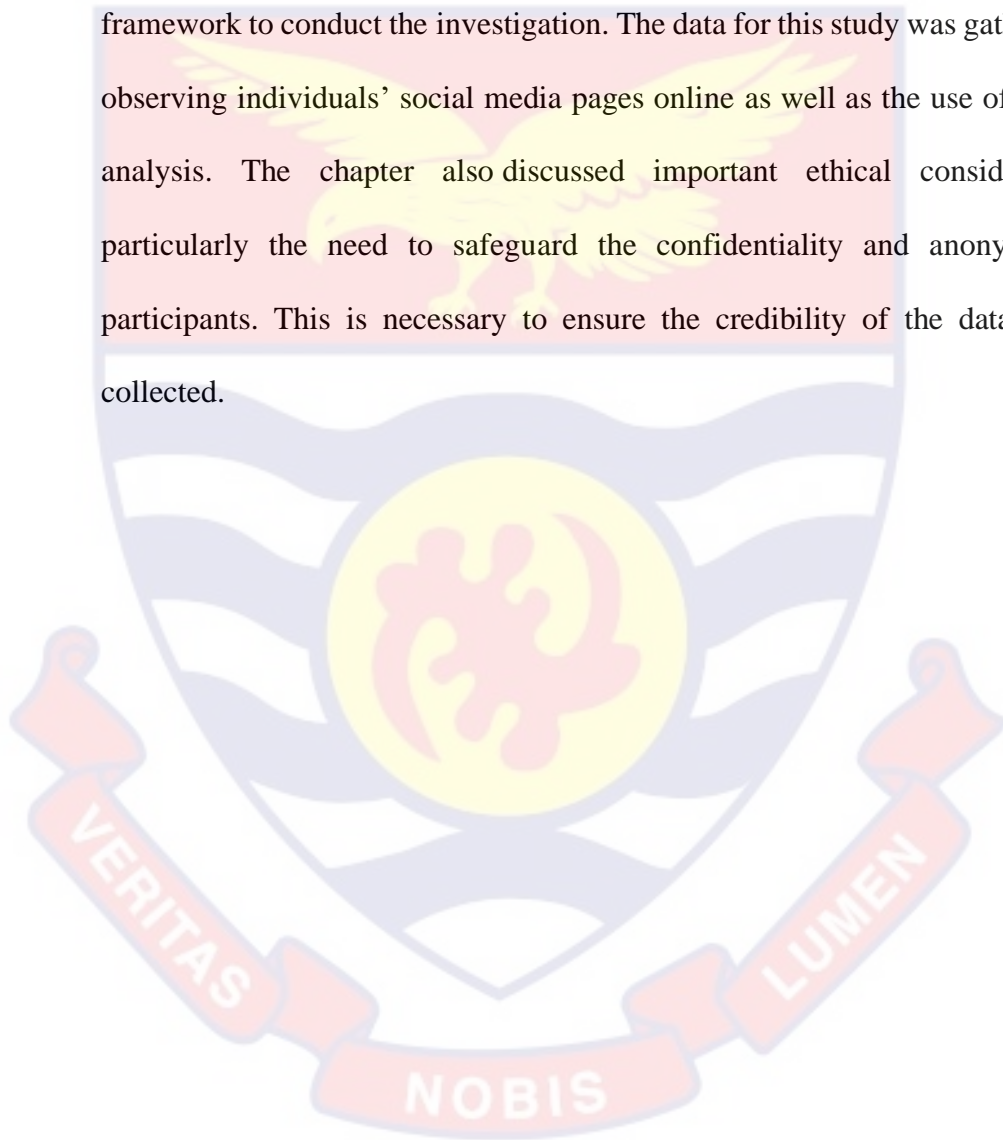 framework to conduct the investigation. The data for this study was gat
observing individuals’ social media pages online as well as the use of
analysis. The chapter also discussed important ethical consid
particularly the need to safeguard the confidentiality and anony
participants. This is necessary to ensure the credibility of the data
collected.
VERITAS
NOBIS
LUMEN